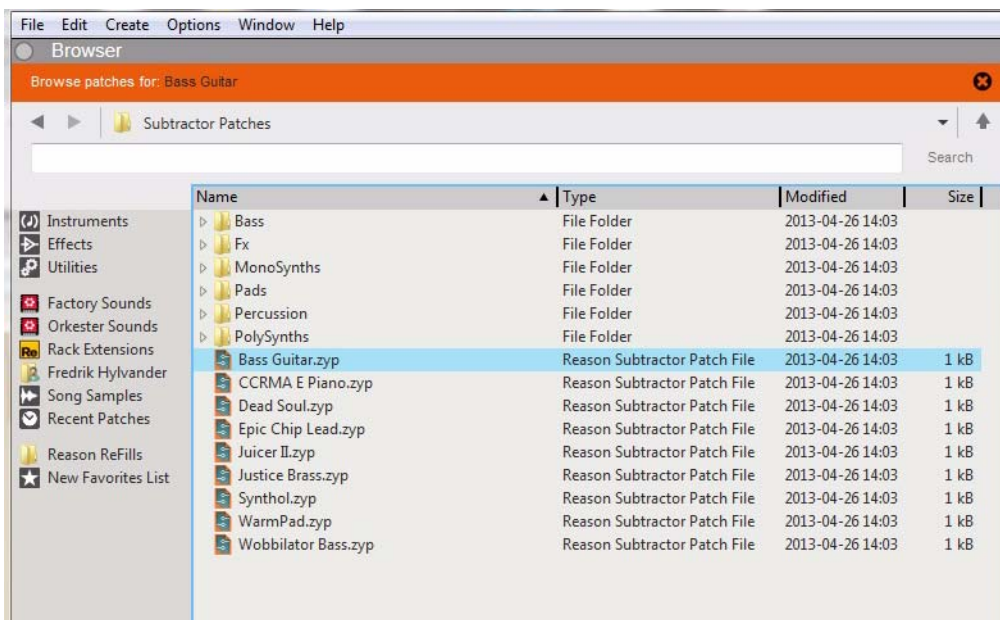 File Edit Create Options Window Help
Browser
Browse patches for: Bass Guitar
Subtractor Patches
Search
Name Type Modified Size
Instruments
Effects
Utilities
Factory Sounds
Orkester Sounds
Re Rack Extensions
Fredrik Hylvander
Song Samples
Recent Patches
Reason ReFills
New Favorites List
Bass File Folder 2013-04-26 14:03
Fx File Folder 2013-04-26 14:03
MonoSynths File Folder 2013-04-26 14:03
Pads File Folder 2013-04-26 14:03
Percussion File Folder 2013-04-26 14:03
PolySynths File Folder 2013-04-26 14:03
Bass Guitar.zyp Reason Subtractor Patch File 2013-04-26 14:03 1 kB
CCRMA E Piano.zyp Reason Subtractor Patch File 2013-04-26 14:03 1 kB
Dead Soul.zyp Reason Subtractor Patch File 2013-04-26 14:03 1 kB
Epic Chip Lead.zyp Reason Subtractor Patch File 2013-04-26 14:03 1 kB
Juicer II.zyp Reason Subtractor Patch File 2013-04-26 14:03 1 kB
Justice Brass.zyp Reason Subtractor Patch File 2013-04-26 14:03 1 kB
Synthol.zyp Reason Subtractor Patch File 2013-04-26 14:03 1 kB
WarmPad.zyp Reason Subtractor Patch File 2013-04-26 14:03 1 kB
Wobbilator Bass.zyp Reason Subtractor Patch File 2013-04-26 14:03 1 kB